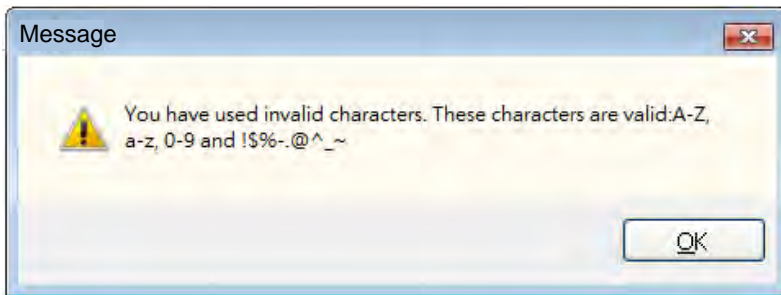 Message
You have used invalid characters. These characters are valid:A-Z,
a-z, 0-9 and !$%-.@^_~
OK